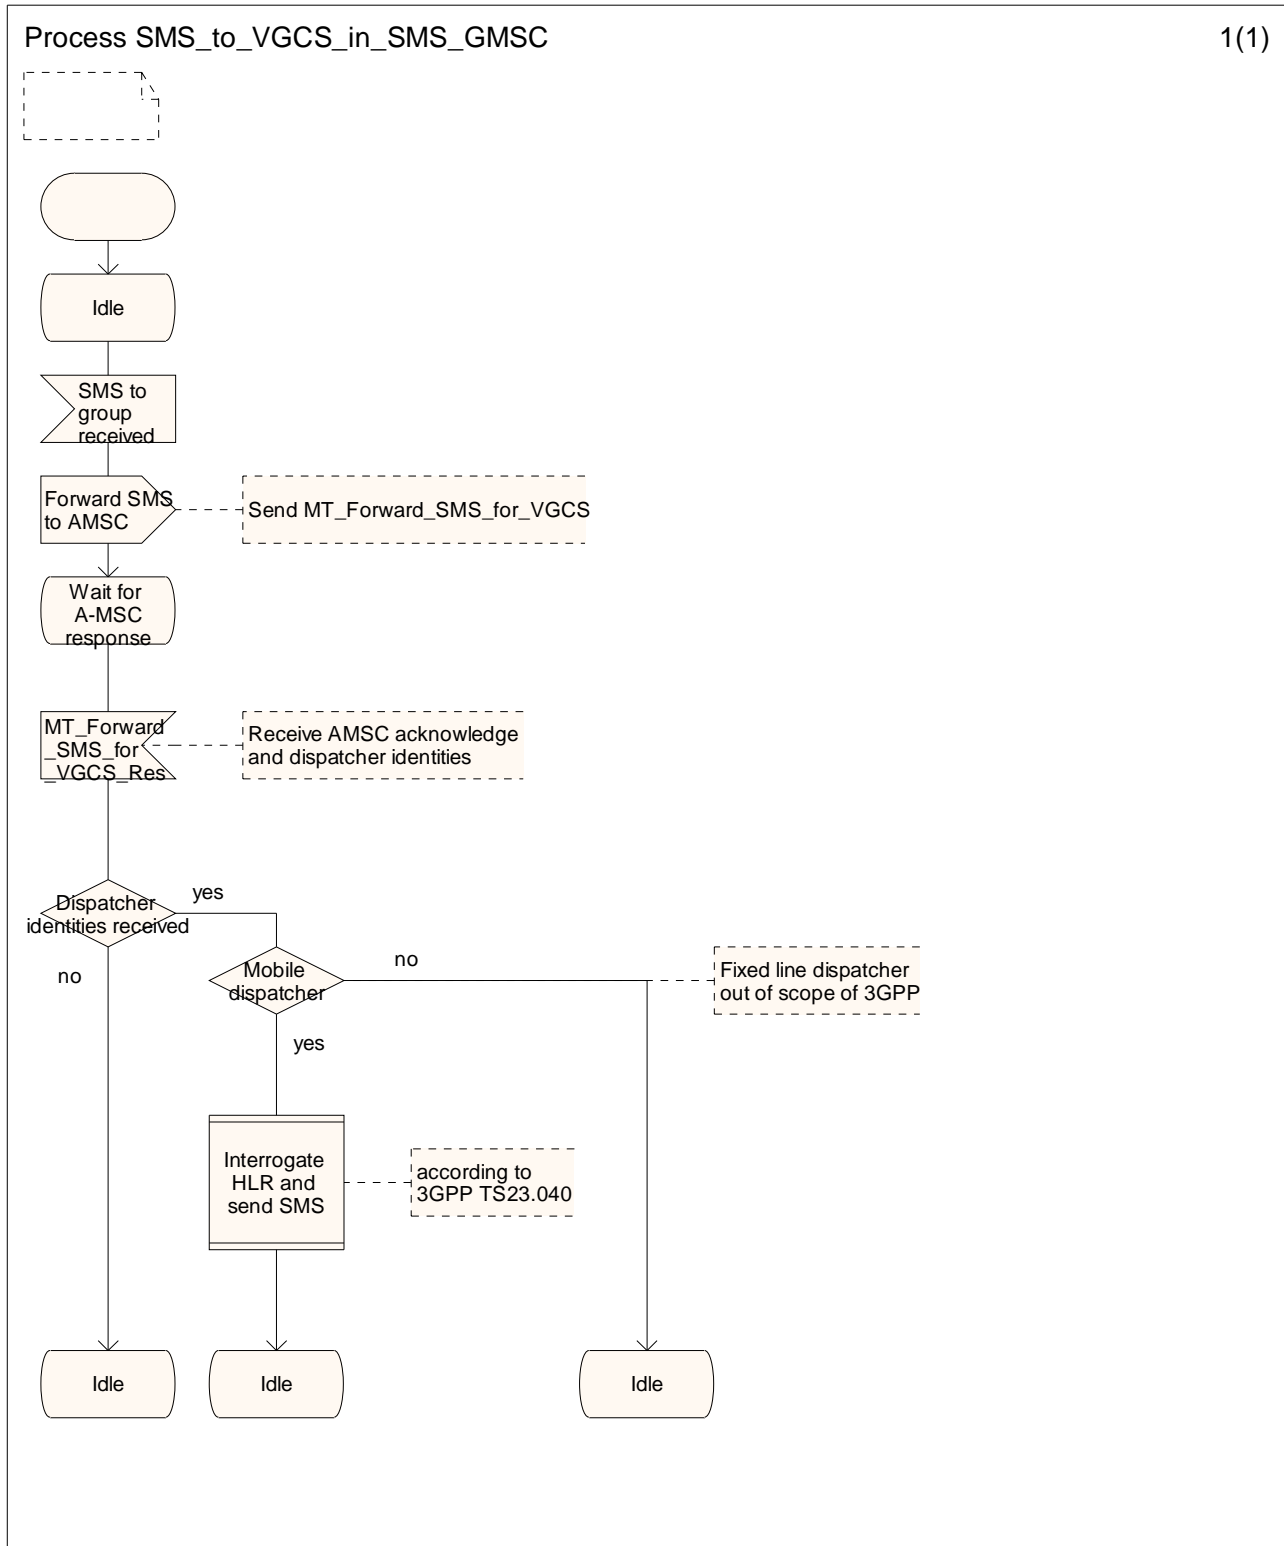 Process SMS_to_VGCS_in_SMS_GMSC
1(1)
Idle
SMS to
group
received
Forward SMS
to AMSC
Send MT_Forward_SMS_for_VGCS
Wait for
A-MSC
response
MT_Forward
_SMS_for
_VGCS_Res
Receive AMSC acknowledge
and dispatcher identities
Dispatcher
identities received
yes
no
Mobile
dispatcher
no
Fixed line dispatcher
out of scope of 3GPP
yes
Interrogate
HLR and
send SMS
according to
3GPP TS23.040
Idle
Idle
Idle